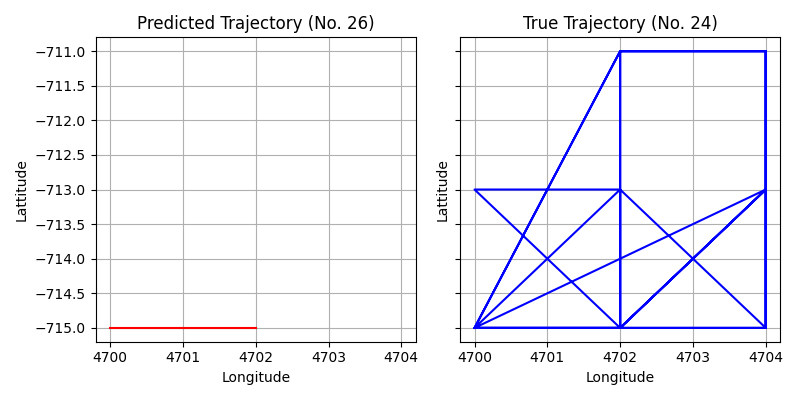 Predicted Trajectory (No. 26)
True Trajectory (No. 24)
−711.0
−711.5
−712.0
−712.5
−713.0
−713.5
−714.0
−714.5
−715.0
Lattitude
Lattitude
4700 4701 4702 4703 4704
4700 4701 4702 4703 4704
Longitude
Longitude